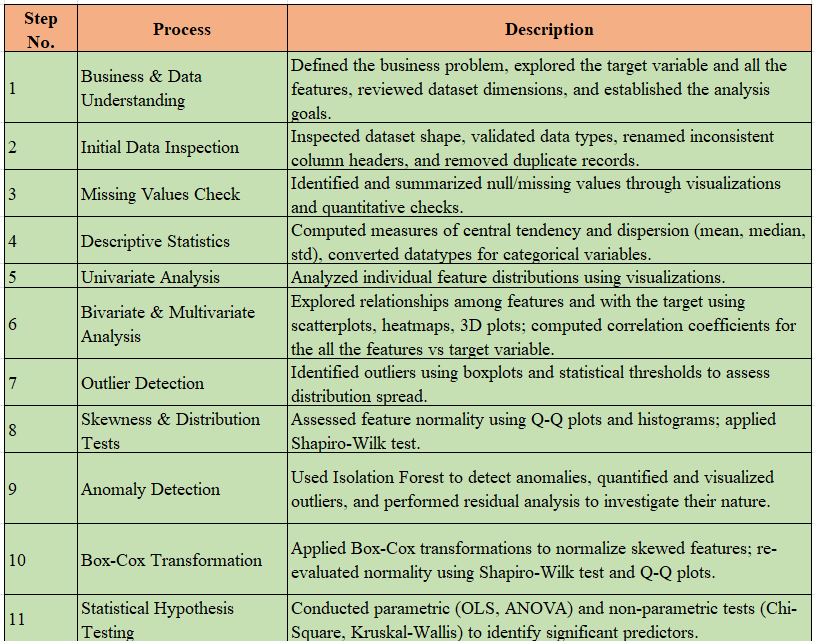 Step
No.
Process
Description
1
Business & Data
Understanding
Defined the business problem, explored the target variable and all the
features, reviewed dataset dimensions, and established the analysis
goals.
2
Initial Data Inspection
Inspected dataset shape, validated data types, renamed inconsistent
column headers, and removed duplicate records.
3
Missing Values Check
Identified and summarized null/missing values through visualizations
and quantitative checks.
4
Descriptive Statistics
Computed measures of central tendency and dispersion (mean, median,
std), converted datatypes for categorical variables.
5
Univariate Analysis
Analyzed individual feature distributions using visualizations.
6
Bivariate & Multivariate
Analysis
Explored relationships among features and with the target using
scatterplots, heatmaps, 3D plots; computed correlation coefficients for
the all the features vs target variable.
7
Outlier Detection
Identified outliers using boxplots and statistical thresholds to assess
distribution spread.
8
Skewness & Distribution
Tests
Assessed feature normality using Q-Q plots and histograms; applied
Shapiro-Wilk test.
9
Anomaly Detection
Used Isolation Forest to detect anomalies, quantified and visualized
outliers, and performed residual analysis to investigate their nature.
10
Box-Cox Transformation
Applied Box-Cox transformations to normalize skewed features; re-
evaluated normality using Shapiro-Wilk test and Q-Q plots.
11
Statistical Hypothesis
Testing
Conducted parametric (OLS, ANOVA) and non-parametric tests (Chi-
Square, Kruskal-Wallis) to identify significant predictors.